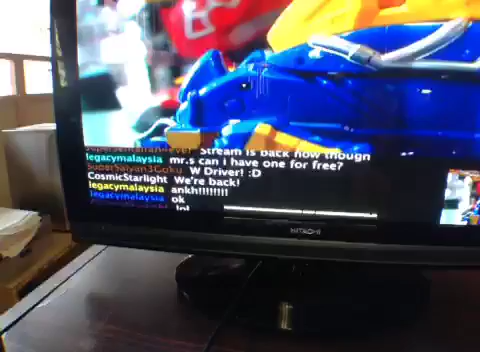 Stream is back now though
legacymalaysia mr.s can i have one for free?
SuperSaiyan3Goku W Driver! :D
CosmicStarlight We're back!
legacymalaysia ankh!!!!!!!!
legacymalaysia ok
lol
HITACHI